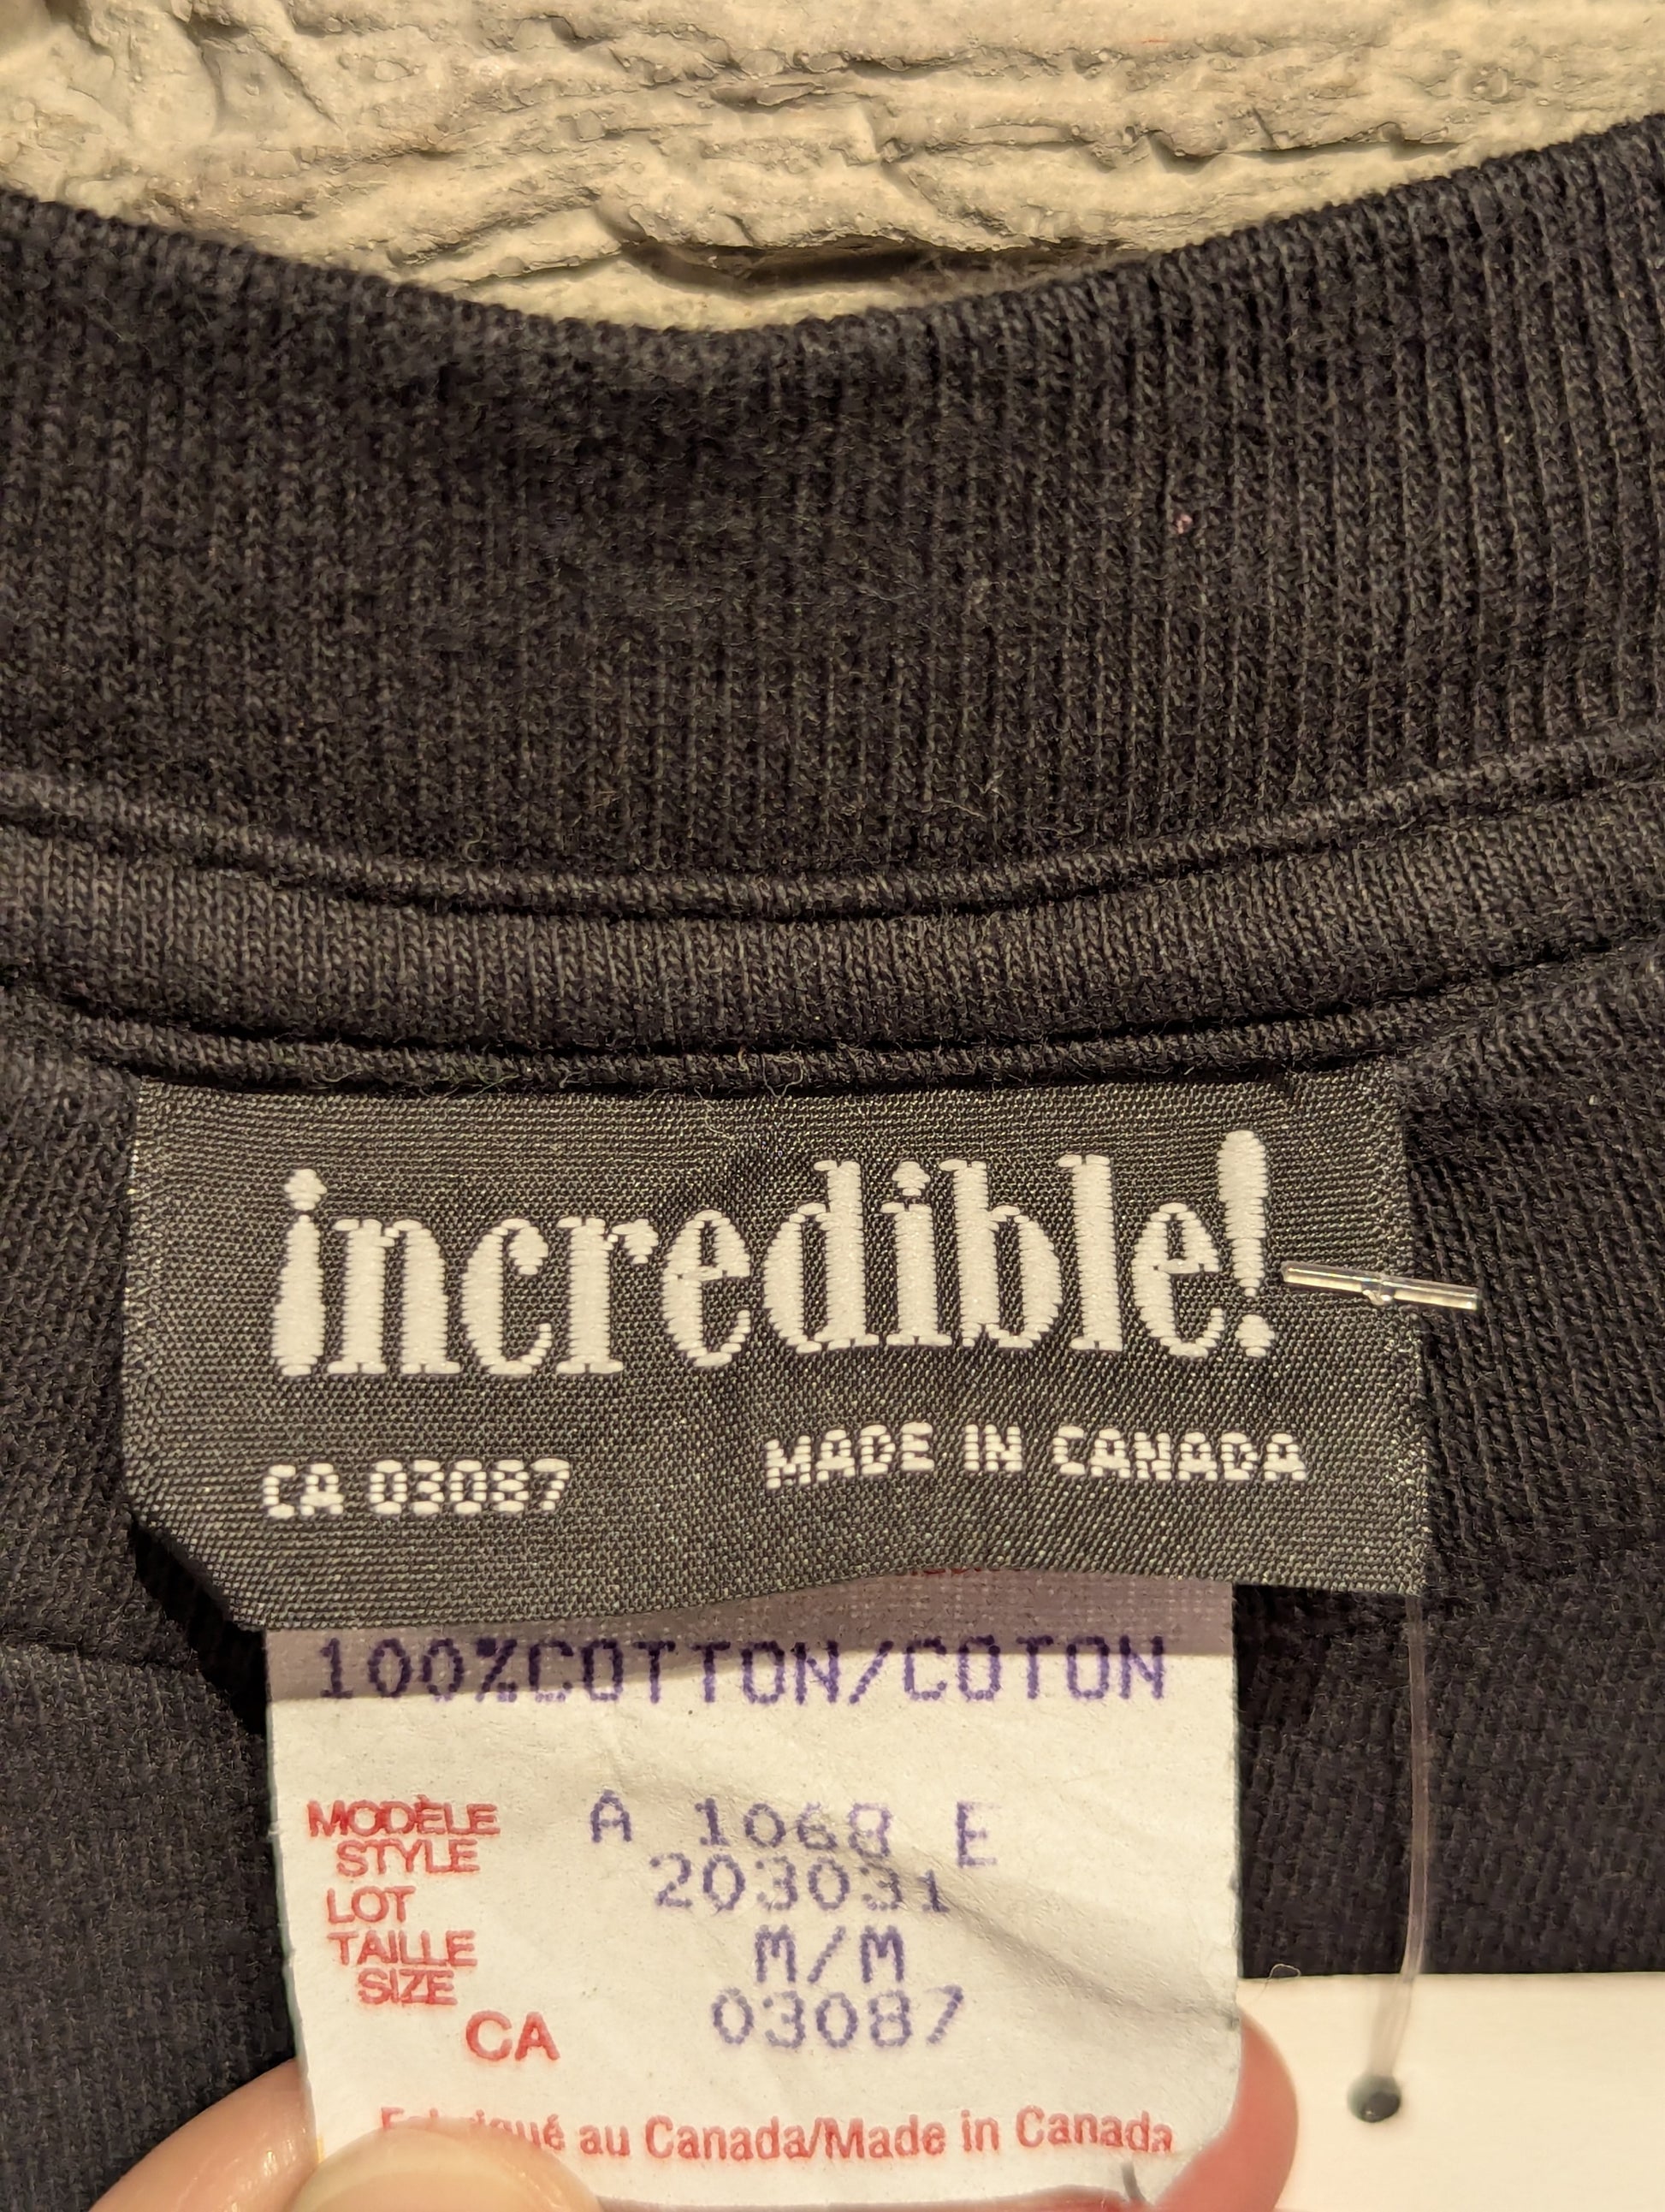 incredible!
CA 03087 MADE IN CANADA
100%COTTON/COTON
MODÈLE
STYLE A 1068 E
LOT 203031
TAILLE
SIZE M/M
CA 03087
au Canada/Made in Canada